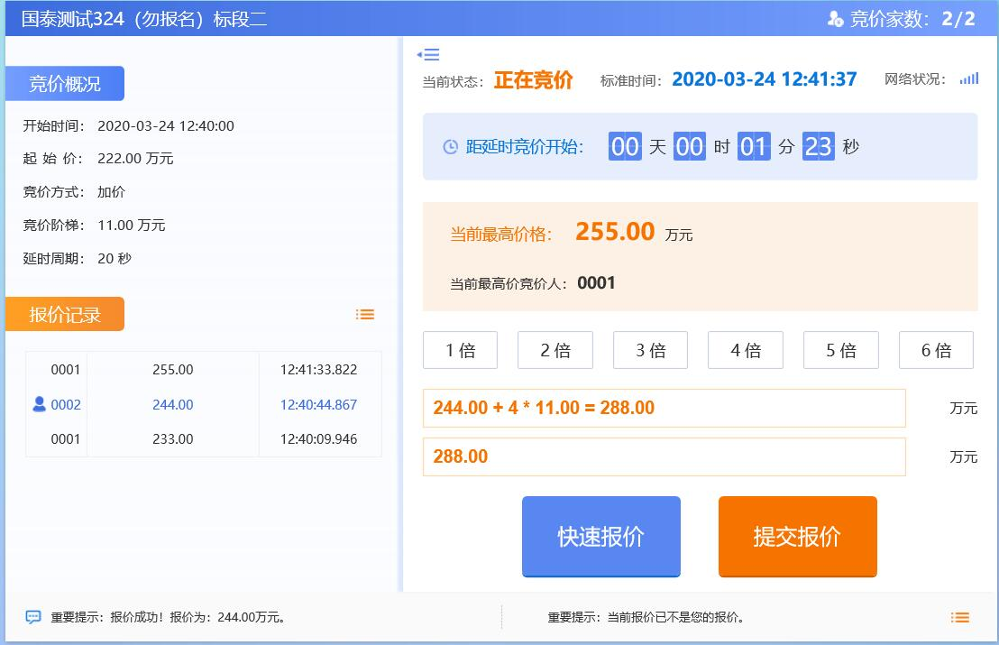 国泰测试324（勿报名）标段二
竞价家数：2/2
竞价概况
开始时间： 2020-03-24 12:40:00
起 始 价： 222.00 万元
竞价方式： 加价
竞价阶梯： 11.00 万元
延时周期： 20 秒
报价记录
0001 255.00 12:41:33.822
0002 244.00 12:40:44.867
0001 233.00 12:40:09.946
当前状态：正在竞价 标准时间：2020-03-24 12:41:37 网络状况：
距延时竞价开始： 00 天 00 时 01 分 23 秒
当前最高价格： 255.00 万元
当前最高价竞价人：0001
1 倍 2 倍 3 倍 4 倍 5 倍 6 倍
244.00 + 4 * 11.00 = 288.00 万元
288.00 万元
快速报价 提交报价
重要提示：报价成功！报价为：244.00万元。
重要提示：当前报价已不是您的报价。